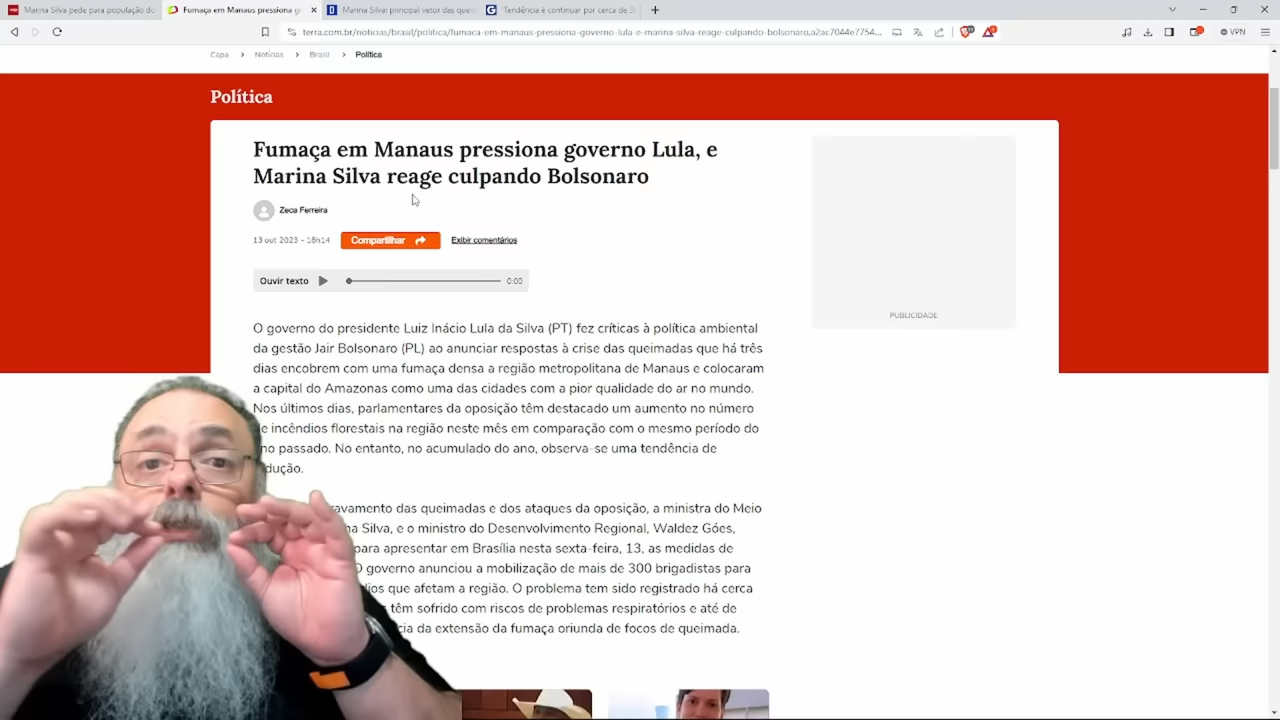 Marina Silva pede para população do
Fumaça em Manaus pressiona g
Marina Silva: principal vetor das quei
Tendência é continuar por cerca de 3
terra.com.br/noticias/brasil/politica/fumaca-em-manaus-pressiona-governo-lula-e-marina-silva-reage-culpando-bolsonaro,a2c7044e7754...
VPN
Capa > Notícias > Brasil > Política
Política
Fumaça em Manaus pressiona governo Lula, e
Marina Silva reage culpando Bolsonaro
Zeca Ferreira
13 out 2023 - 18h14
Compartilhar
Exibir comentários
Ouvir texto
0:00
PUBLICIDADE
O governo do presidente Luiz Inácio Lula da Silva (PT) fez críticas à política ambiental
da gestão Jair Bolsonaro (PL) ao anunciar respostas à crise das queimadas que há três
dias encobrem com uma fumaça densa a região metropolitana de Manaus e colocaram
a capital do Amazonas como uma das cidades com a pior qualidade do ar no mundo.
Nos últimos dias, parlamentares da oposição têm destacado um aumento no número
e incêndios florestais na região neste mês em comparação com o mesmo período do
no passado. No entanto, no acumulado do ano, observa-se uma tendência de
dução.
avamento das queimadas e dos ataques da oposição, a ministra do Meio
na Silva, e o ministro do Desenvolvimento Regional, Waldez Góes,
para apresentar em Brasília nesta sexta-feira, 13, as medidas de
O governo anunciou a mobilização de mais de 300 brigadistas para
dios que afetam a região. O problema tem sido registrado há cerca
têm sofrido com riscos de problemas respiratórios e até de
cia da extensão da fumaça oriunda de focos de queimada.